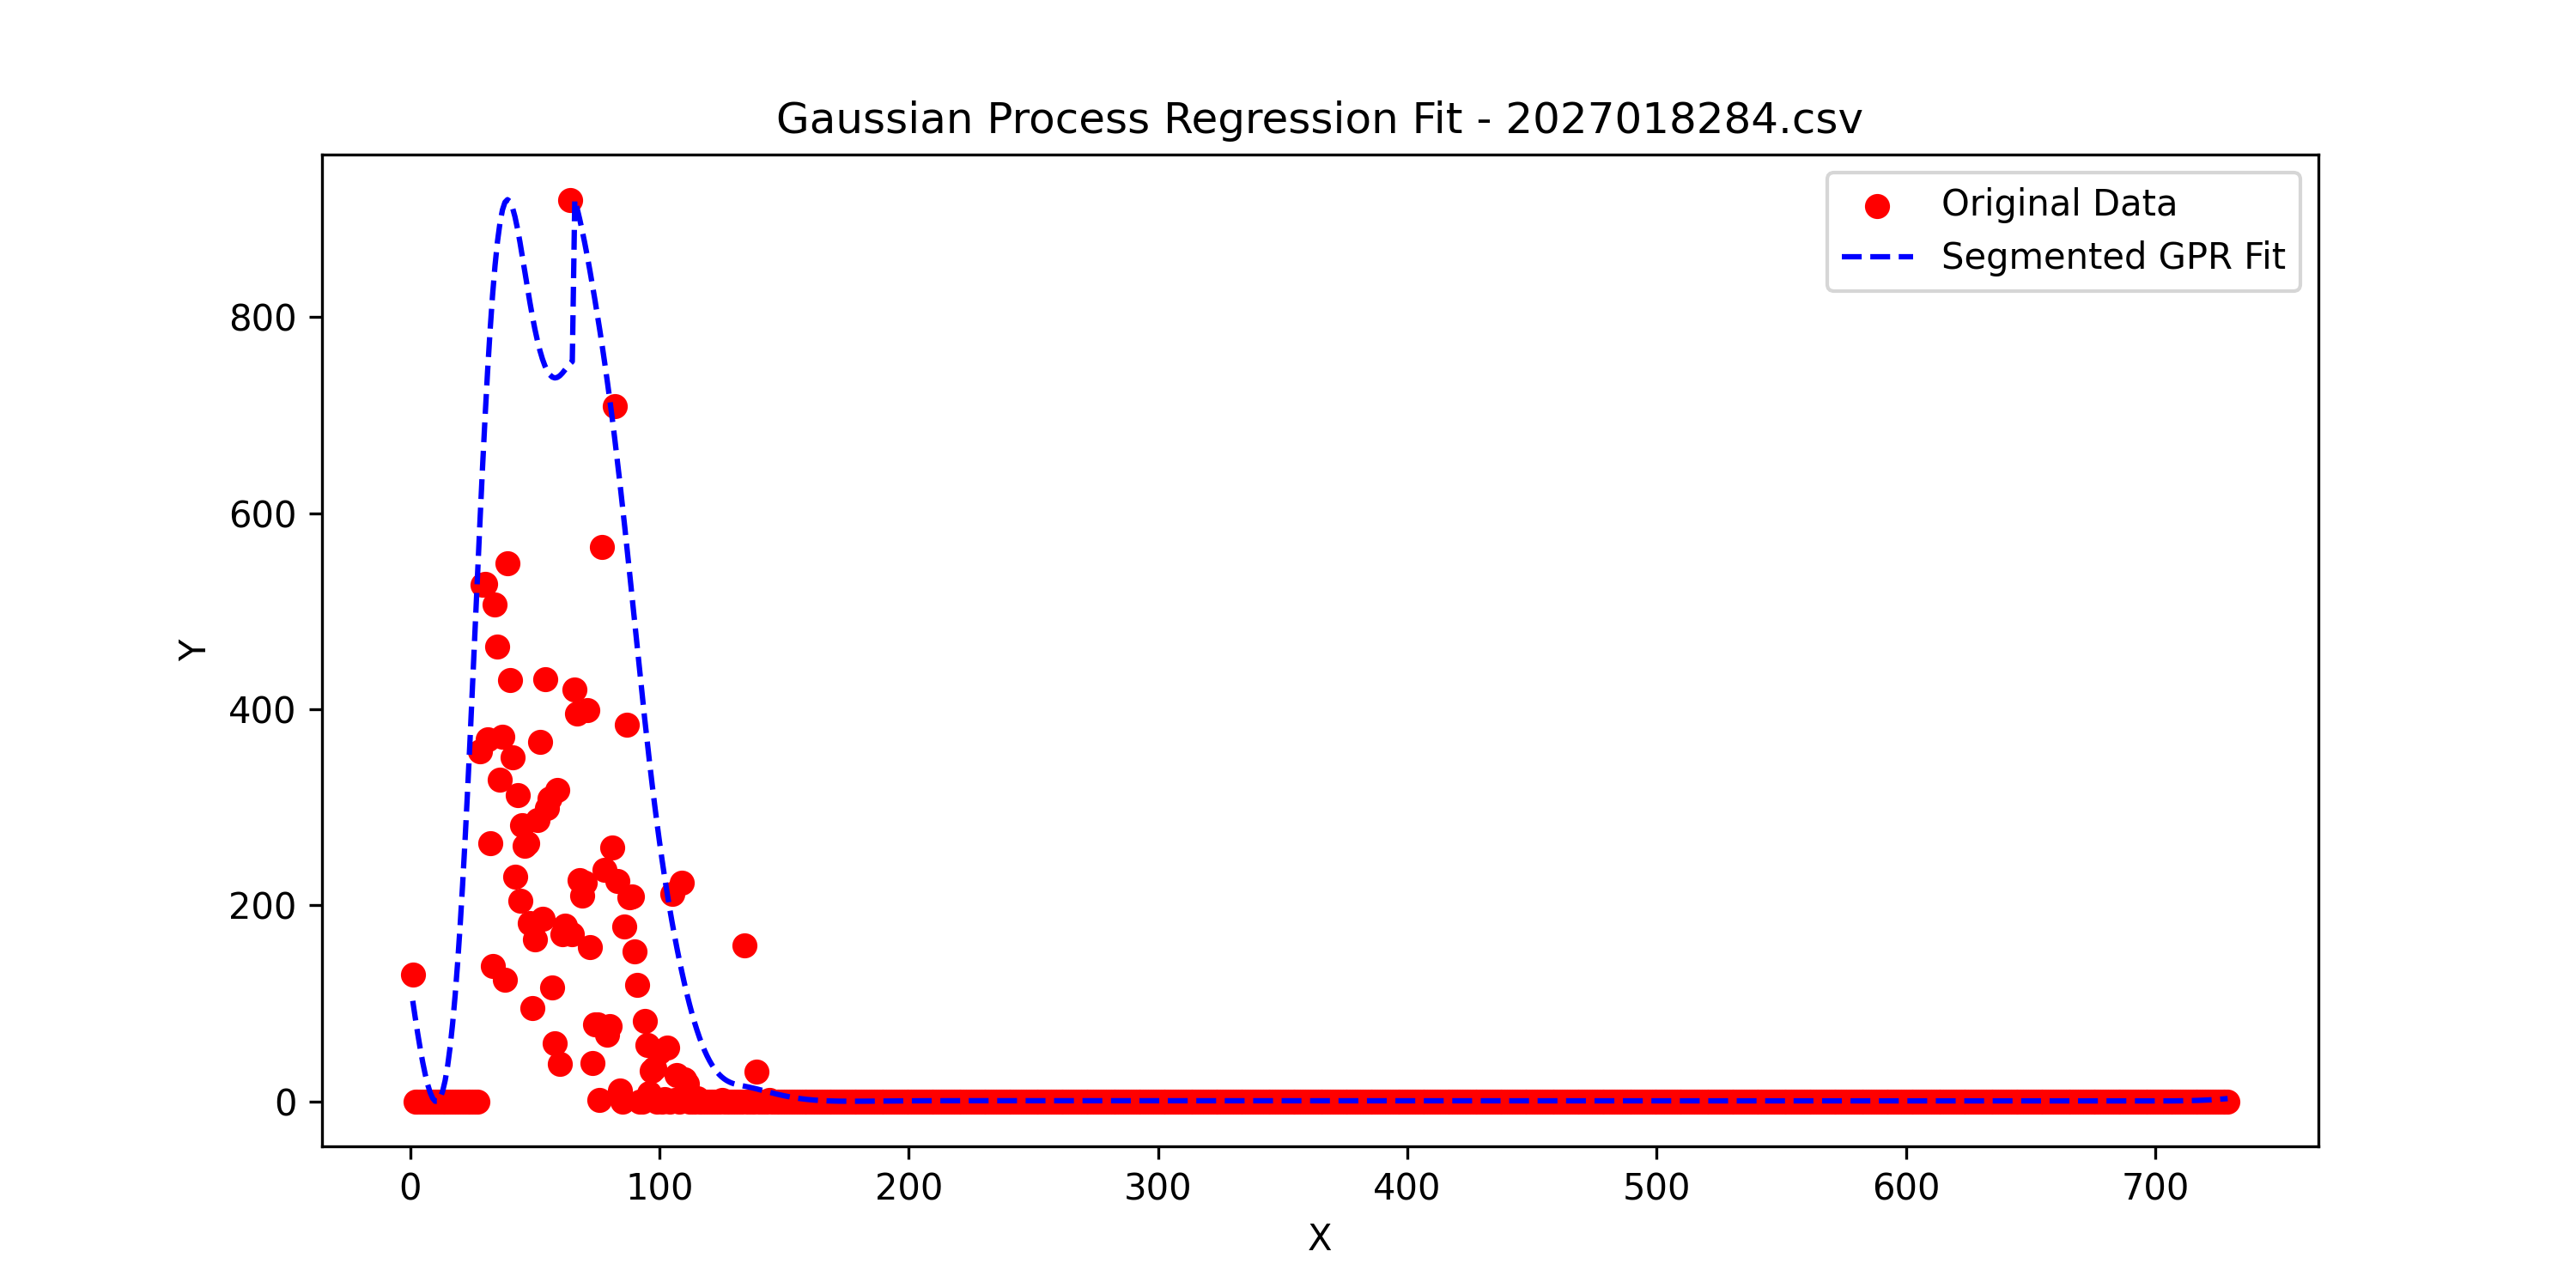 Gaussian Process Regression Fit - 2027018284.csv
Original Data
Segmented GPR Fit
800
600
400
200
0
Y
0 100 200 300 400 500 600 700
X